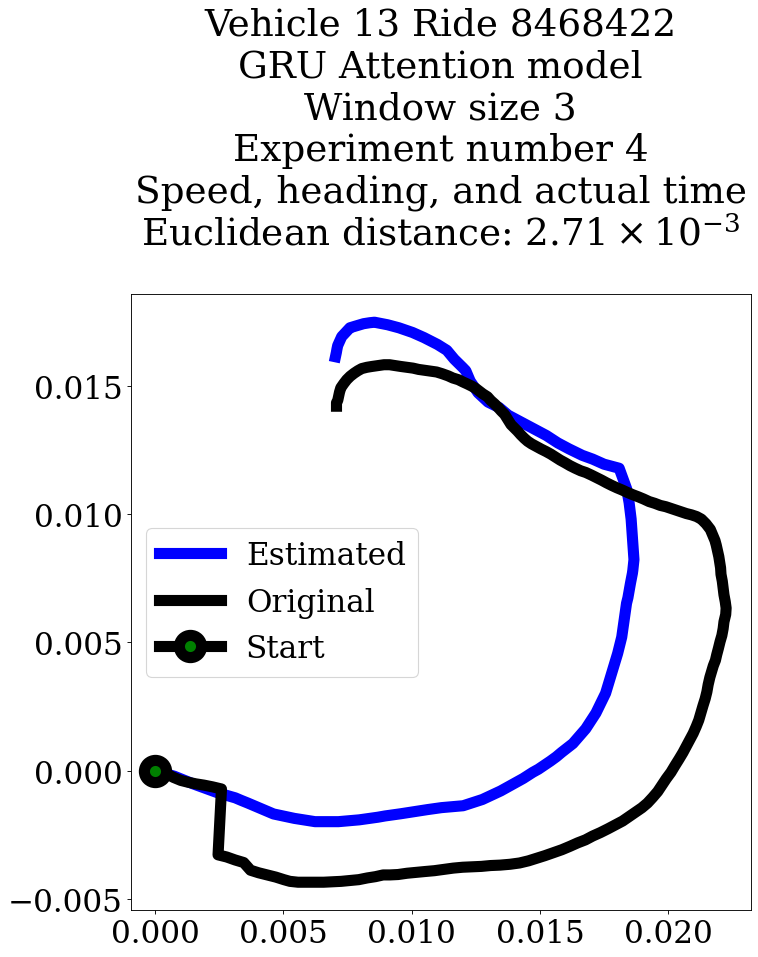 Vehicle 13 Ride 8468422
GRU Attention model
Window size 3
Experiment number 4
Speed, heading, and actual time
Euclidean distance: 2.71 × 10⁻³
0.015
0.010
0.005
0.000
−0.005
Estimated
Original
Start
0.000 0.005 0.010 0.015 0.020